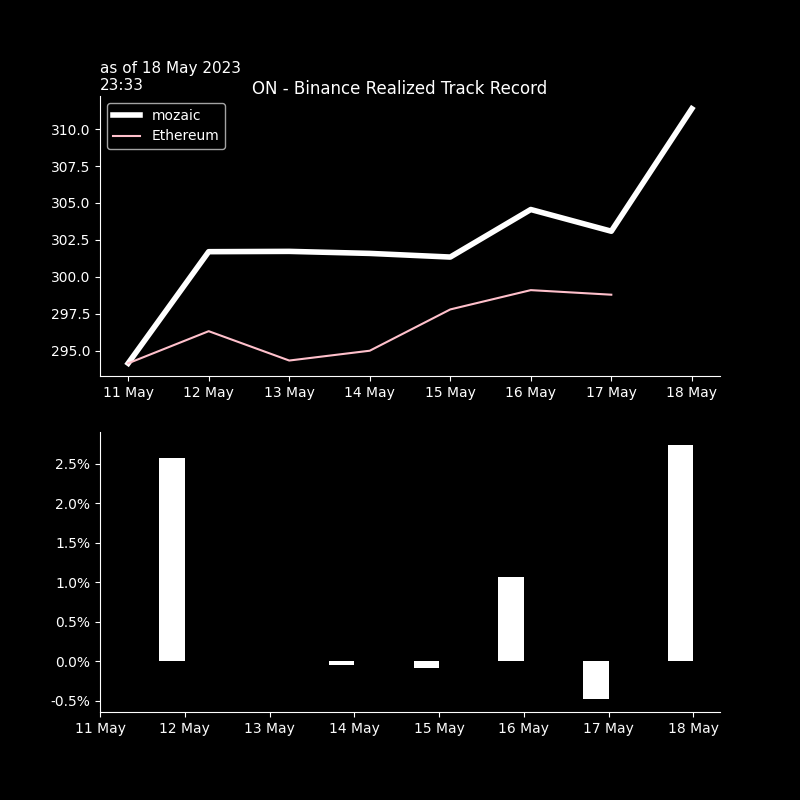 as of 18 May 2023
23:33
ON - Binance Realized Track Record
mozaic
Ethereum
310.0
307.5
305.0
302.5
300.0
297.5
295.0
11 May 12 May 13 May 14 May 15 May 16 May 17 May 18 May
2.5%
2.0%
1.5%
1.0%
0.5%
0.0%
-0.5%
11 May 12 May 13 May 14 May 15 May 16 May 17 May 18 May